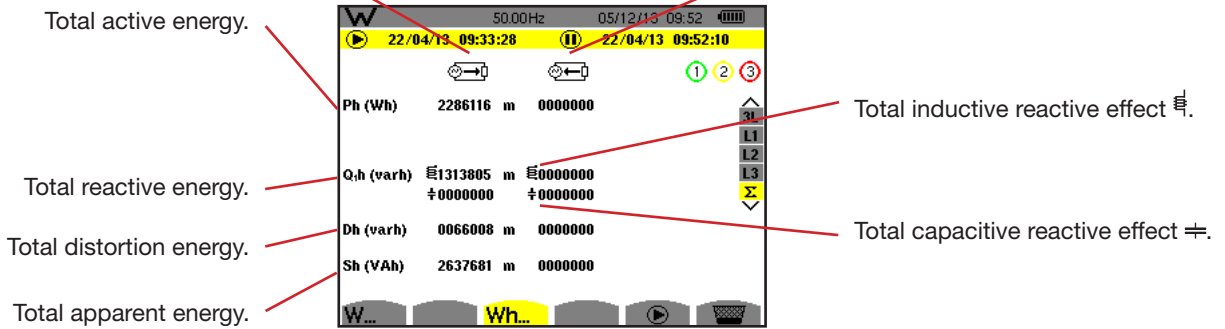 Total active energy.
W 50.00Hz 05/12/13 09:52
22/04/13 09:33:28 22/04/13 09:52:10
1 2 3
Ph (Wh) 2286116 m 0000000
3L
L1
L2
L3
Σ
Total inductive reactive effect .
Total reactive energy.
Q₁h (varh) 1313805 m 0000000
0000000 0000000
Total capacitive reactive effect .
Total distortion energy.
Dh (varh) 0066008 m 0000000
Total apparent energy.
Sh (VAh) 2637681 m 0000000
W... Wh...